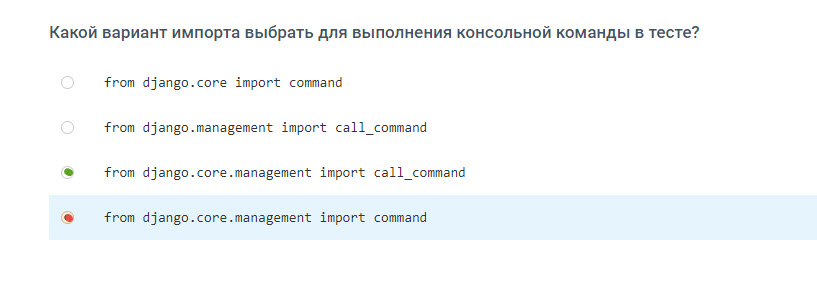 Какой вариант импорта выбрать для выполнения консольной команды в тесте?
from django.core import command
from django.management import call_command
from django.core.management import call_command
from django.core.management import command